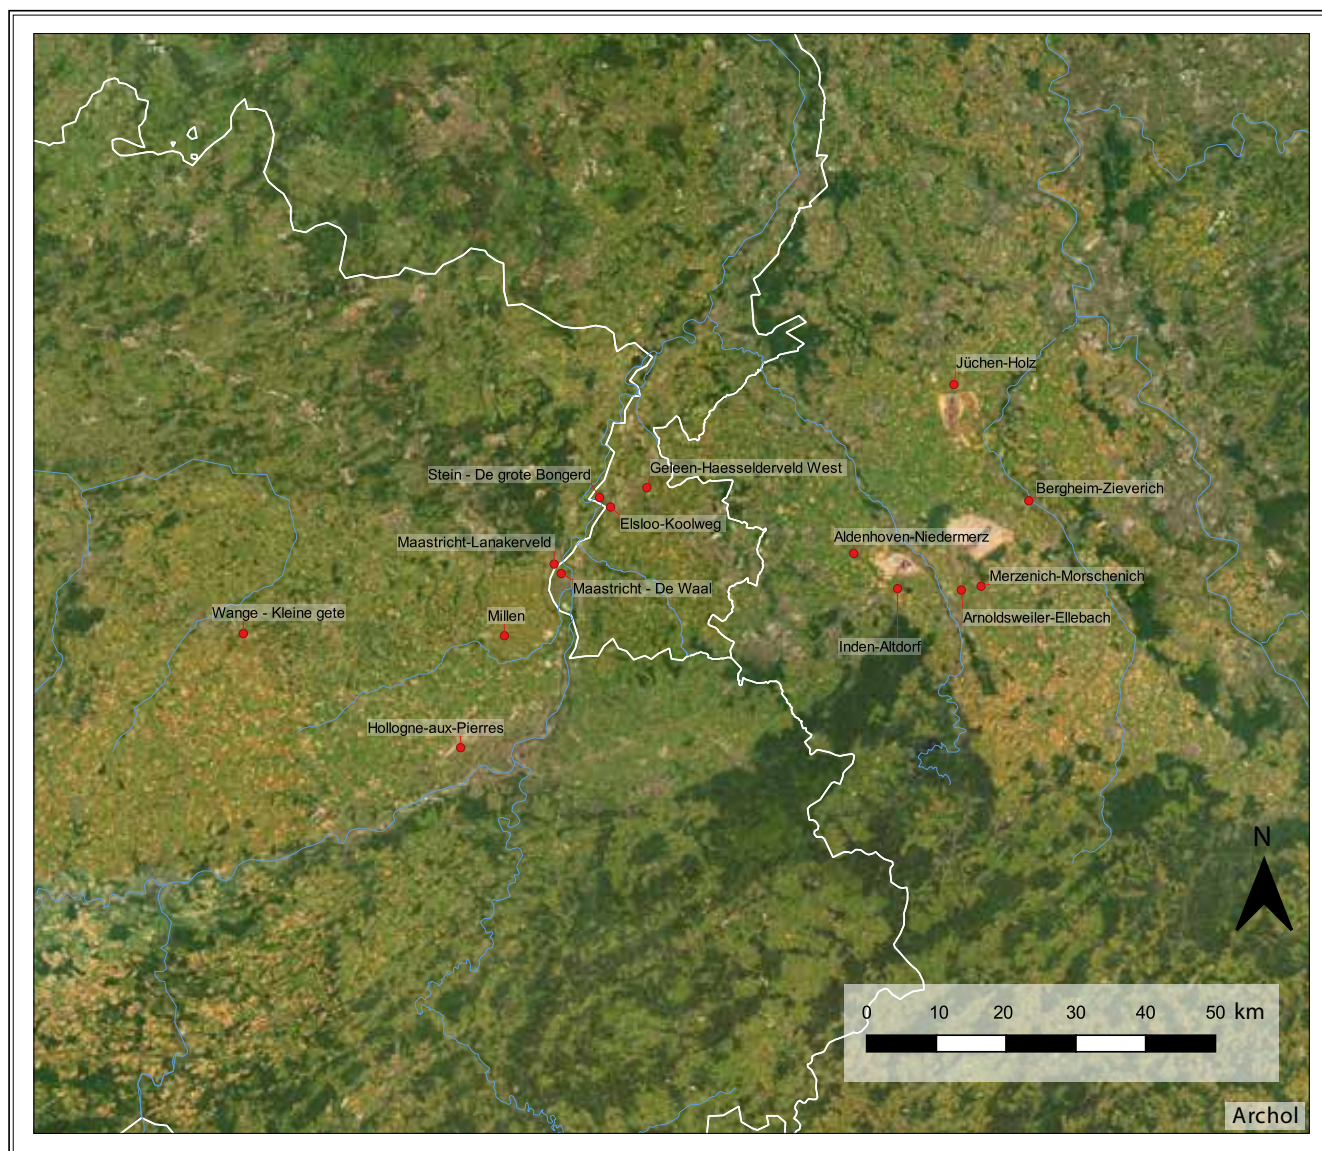 Jüchen-Holz
Geleen-Haesselderveld West
Stein - De grote Bongerd
Bergheim-Zieverich
Elsloo-Koolweg
Aldenhoven-Niedermerz
Maastricht-Lanakerveld
Merzenich-Morschenich
Maastricht - De Waal
Wange - Kleine gete
Millen
Arnoldsweiler-Ellebach
Inden-Altdorf
Hollogne-aux-Pierres
N
0 10 20 30 40 50 km
Archol